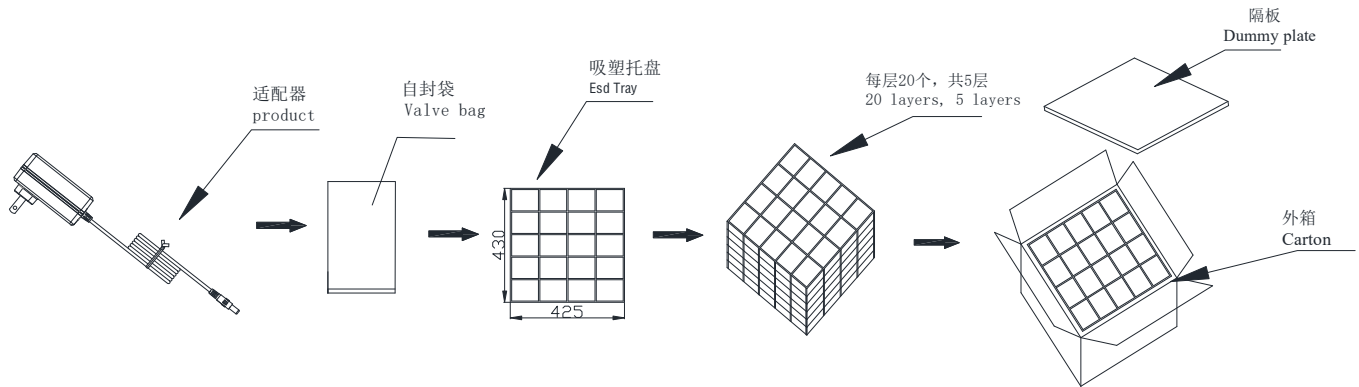 适配器
product
自封袋
Valve bag
吸塑托盘
Esd Tray
430
425
每层20个，共5层
20 layers, 5 layers
隔板
Dummy plate
外箱
Carton